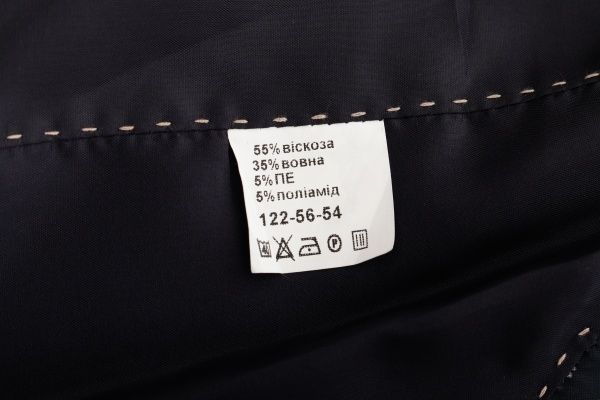 55% віскоза
35% вовна
5% ПЕ
5% поліамід
122-56-54
P